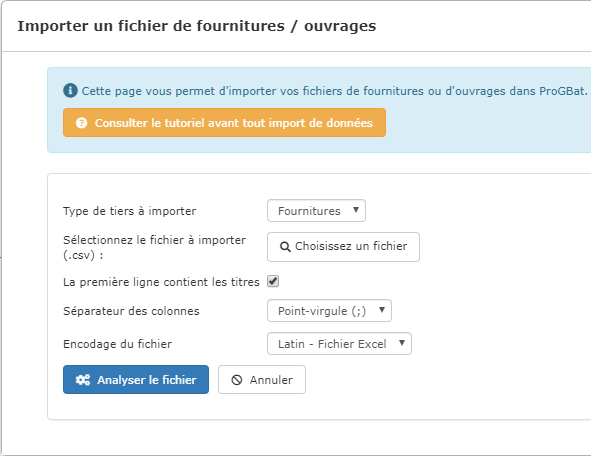 Importer un fichier de fournitures / ouvrages
Cette page vous permet d'importer vos fichiers de fournitures ou d'ouvrages dans ProGBat.
Consulter le tutoriel avant tout import de données
Type de tiers à importer Fournitures
Sélectionnez le fichier à importer
(.csv) : Choisissez un fichier
La première ligne contient les titres
Séparateur des colonnes Point-virgule (;)
Encodage du fichier Latin - Fichier Excel
Analyser le fichier Annuler